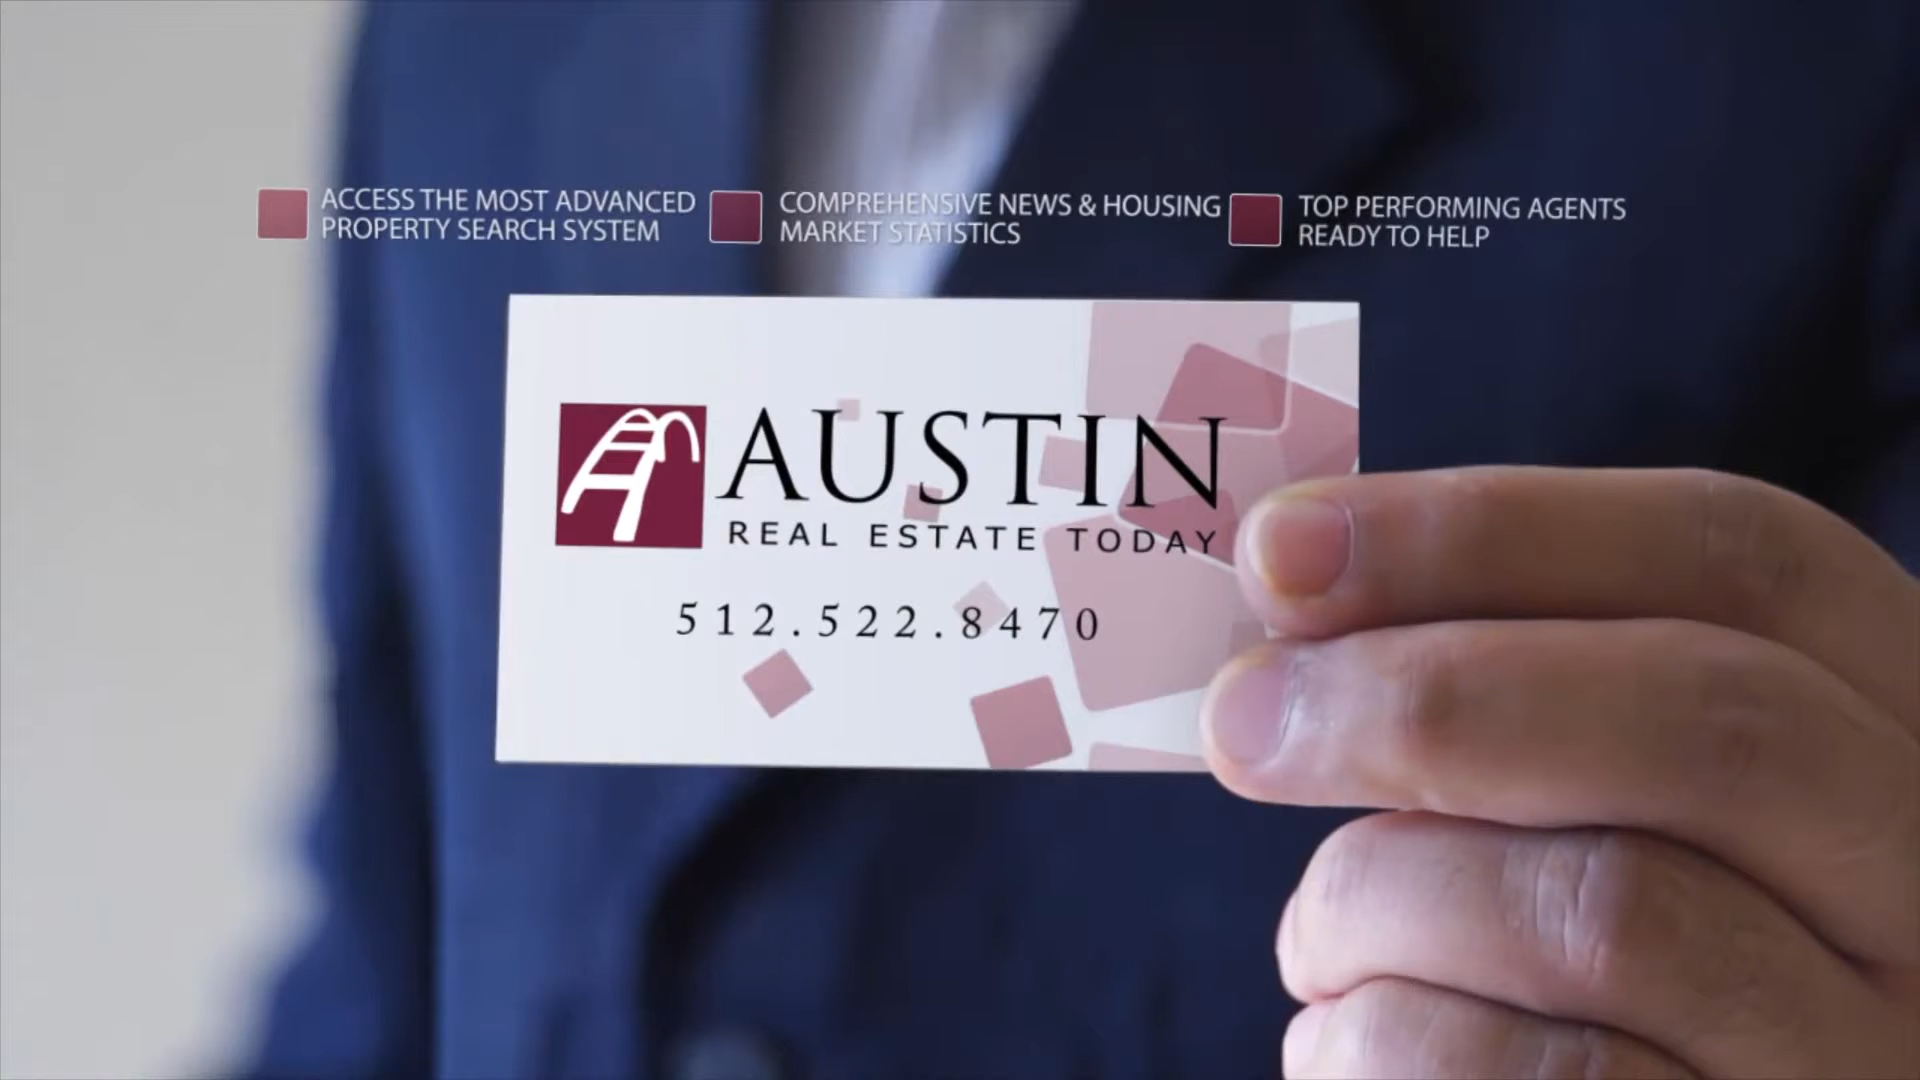 ACCESS THE MOST ADVANCED
PROPERTY SEARCH SYSTEM
COMPREHENSIVE NEWS & HOUSING
MARKET STATISTICS
TOP PERFORMING AGENTS
READY TO HELP
AUSTIN
REAL ESTATE TODAY
512.522.8470